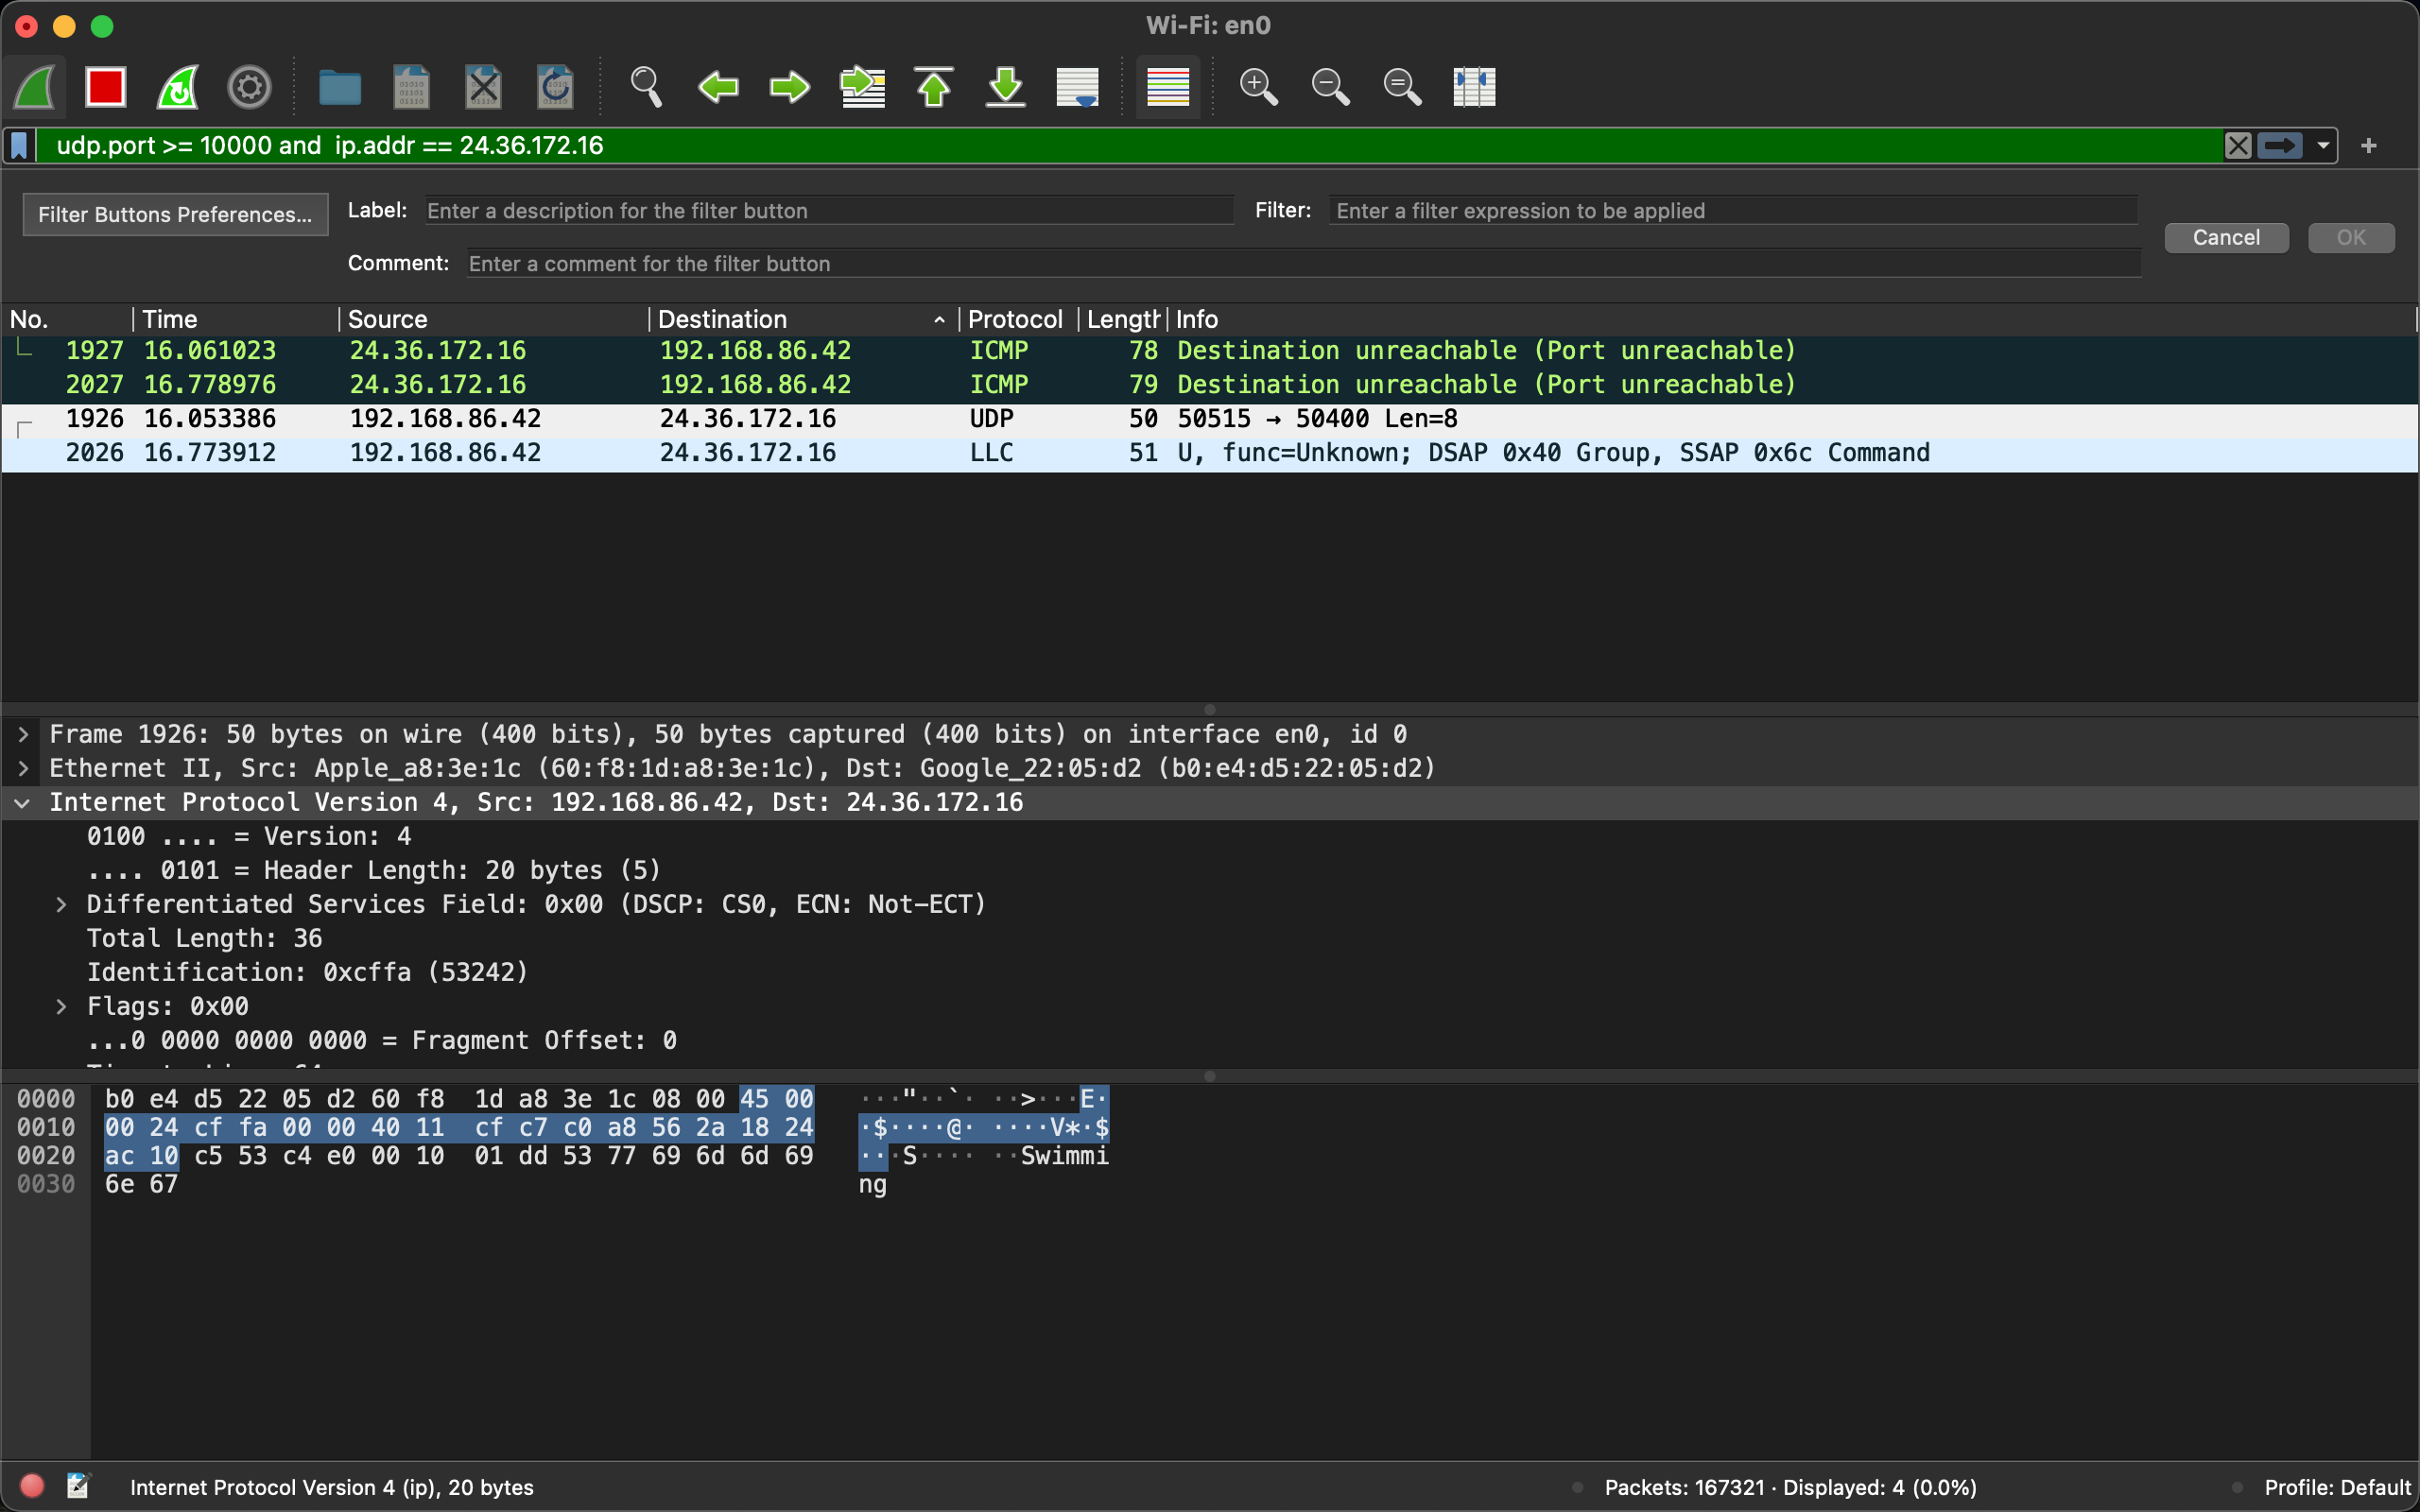 Wi-Fi: en0
udp.port >= 10000 and  ip.addr == 24.36.172.16
Filter Buttons Preferences...
Label: Enter a description for the filter button
Filter: Enter a filter expression to be applied
Cancel
OK
Comment: Enter a comment for the filter button
No. Time Source Destination Protocol Length Info
1927 16.061023 24.36.172.16 192.168.86.42 ICMP 78 Destination unreachable (Port unreachable)
2027 16.778976 24.36.172.16 192.168.86.42 ICMP 79 Destination unreachable (Port unreachable)
1926 16.053386 192.168.86.42 24.36.172.16 UDP 50 50515 → 50400 Len=8
2026 16.773912 192.168.86.42 24.36.172.16 LLC 51 U, func=Unknown; DSAP 0x40 Group, SSAP 0x6c Command
Frame 1926: 50 bytes on wire (400 bits), 50 bytes captured (400 bits) on interface en0, id 0
Ethernet II, Src: Apple_a8:3e:1c (60:f8:1d:a8:3e:1c), Dst: Google_22:05:d2 (b0:e4:d5:22:05:d2)
Internet Protocol Version 4, Src: 192.168.86.42, Dst: 24.36.172.16
0100 .... = Version: 4
.... 0101 = Header Length: 20 bytes (5)
Differentiated Services Field: 0x00 (DSCP: CS0, ECN: Not-ECT)
Total Length: 36
Identification: 0xcffa (53242)
Flags: 0x00
...0 0000 0000 0000 = Fragment Offset: 0
0000 b0 e4 d5 22 05 d2 60 f8 1d a8 3e 1c 08 00 45 00 ···"··`· ··>···E·
0010 00 24 cf fa 00 00 40 11 cf c7 c0 a8 56 2a 18 24 ·$····@· ····V*·$
0020 ac 10 c5 53 c4 e0 00 10 01 dd 53 77 69 6d 6d 69 ···S···· ··Swimmi
0030 6e 67 ng
Internet Protocol Version 4 (ip), 20 bytes
Packets: 167321 · Displayed: 4 (0.0%)
Profile: Default